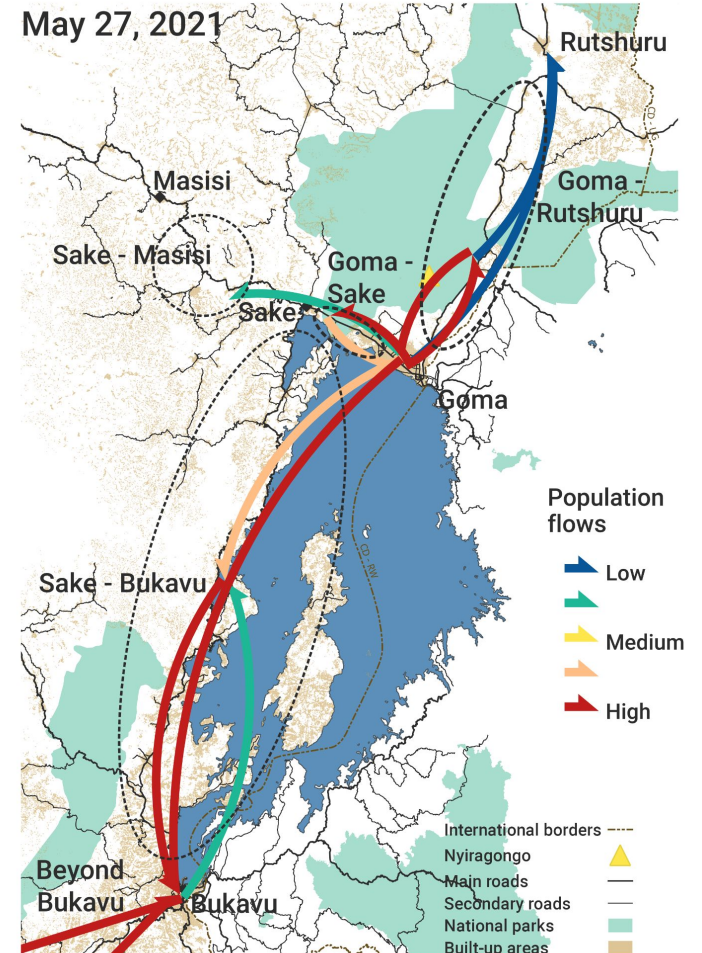 May 27, 2021
Rutshuru
Masisi
Goma -
Rutshuru
Sake - Masisi
Goma -
Sake
Sake
Goma
Population
flows
Low
Medium
High
CD - RW
Sake - Bukavu
Beyond
Bukavu
Bukavu
International borders
Nyiragongo
Main roads
Secondary roads
National parks
Built-up areas